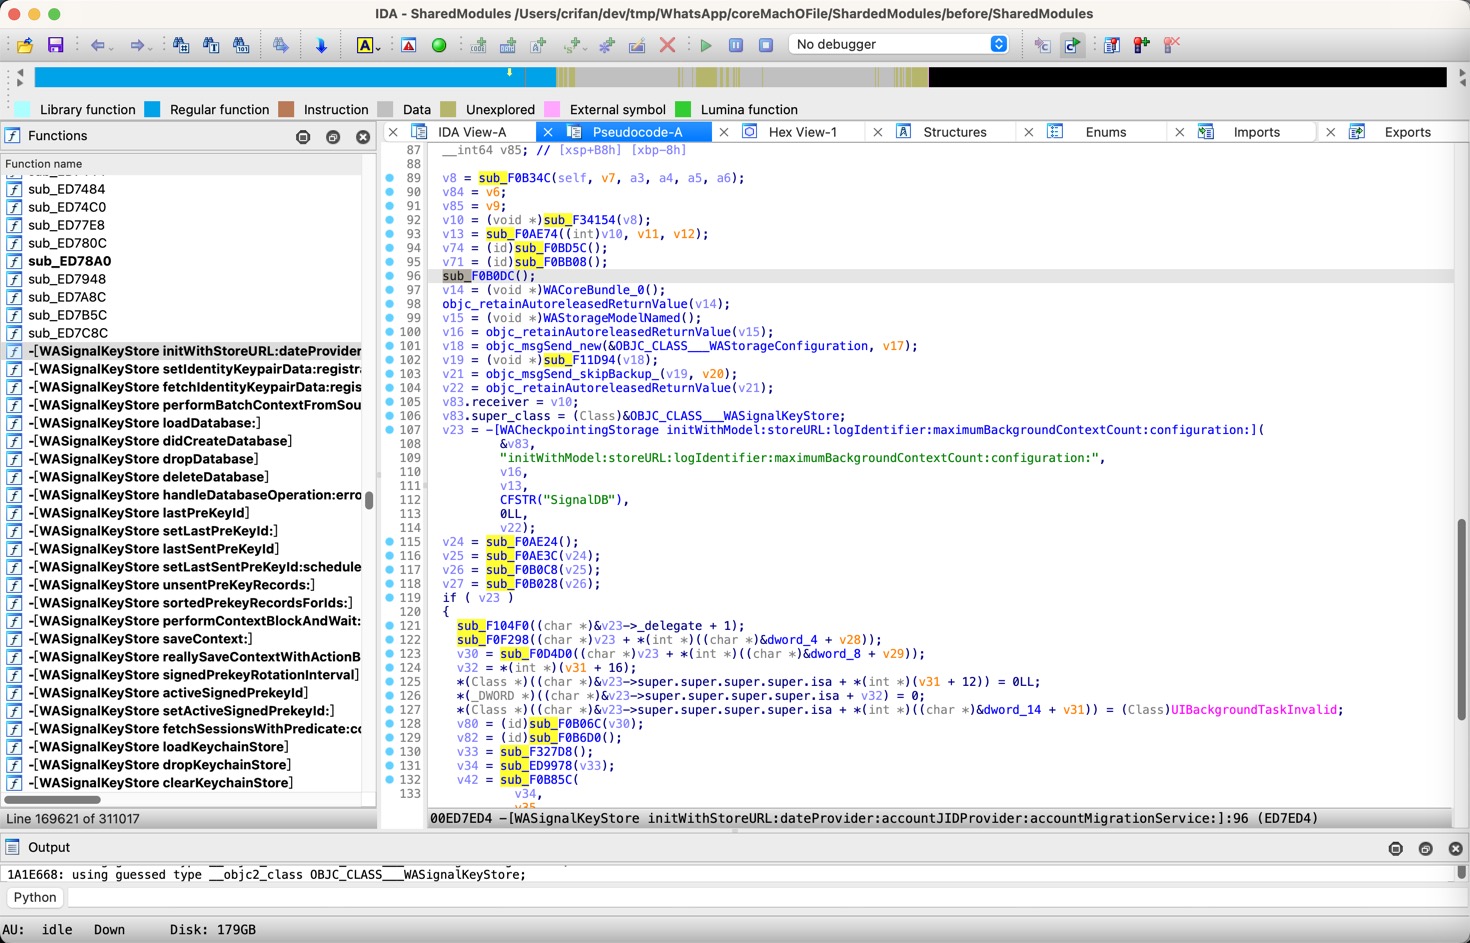 IDA - SharedModules /Users/crifan/dev/tmp/WhatsApp/coreMachOFile/ShardedModules/before/SharedModules
No debugger
Library function Regular function Instruction Data Unexplored External symbol Lumina function
Functions
IDA View-A Pseudocode-A Hex View-1 Structures Enums Imports Exports
Function name
sub_ED7484
sub_ED74C0
sub_ED77E8
sub_ED780C
sub_ED78A0
sub_ED7948
sub_ED7A8C
sub_ED7B5C
sub_ED7C8C
-[WASignalKeyStore initWithStoreURL:dateProvider
-[WASignalKeyStore setIdentityKeypairData:registra
-[WASignalKeyStore fetchIdentityKeypairData:regis
-[WASignalKeyStore performBatchContextFromSou
-[WASignalKeyStore loadDatabase:]
-[WASignalKeyStore didCreateDatabase]
-[WASignalKeyStore dropDatabase]
-[WASignalKeyStore deleteDatabase]
-[WASignalKeyStore handleDatabaseOperation:erro
-[WASignalKeyStore lastPreKeyId]
-[WASignalKeyStore setLastPreKeyId:]
-[WASignalKeyStore lastSentPreKeyId]
-[WASignalKeyStore setLastSentPreKeyId:schedule
-[WASignalKeyStore unsentPreKeyRecords:]
-[WASignalKeyStore sortedPrekeyRecordsForIds:]
-[WASignalKeyStore performContextBlockAndWait:
-[WASignalKeyStore saveContext:]
-[WASignalKeyStore reallySaveContextWithActionB
-[WASignalKeyStore signedPrekeyRotationInterval]
-[WASignalKeyStore activeSignedPrekeyId]
-[WASignalKeyStore setActiveSignedPrekeyId:]
-[WASignalKeyStore fetchSessionsWithPredicate:cc
-[WASignalKeyStore loadKeychainStore]
-[WASignalKeyStore dropKeychainStore]
-[WASignalKeyStore clearKeychainStore]
Line 169621 of 311017
87 __int64 v85; // [xsp+B8h] [xbp-8h]
88
89 v8 = sub_F0B34C(self, v7, a3, a4, a5, a6);
90 v84 = v6;
91 v85 = v9;
92 v10 = (void *)sub_F34154(v8);
93 v13 = sub_F0AE74((int)v10, v11, v12);
94 v74 = (id)sub_F0BD5C();
95 v71 = (id)sub_F0BB08();
96 sub_F0B0DC();
97 v14 = (void *)WACoreBundle_0();
98 objc_retainAutoreleasedReturnValue(v14);
99 v15 = (void *)WAStorageModelNamed();
100 v16 = objc_retainAutoreleasedReturnValue(v15);
101 v18 = objc_msgSend_new(&OBJC_CLASS___WAStorageConfiguration, v17);
102 v19 = (void *)sub_F11D94(v18);
103 v21 = objc_msgSend_skipBackup_(v19, v20);
104 v22 = objc_retainAutoreleasedReturnValue(v21);
105 v83.receiver = v10;
106 v83.super_class = (Class)&OBJC_CLASS___WASignalKeyStore;
107 v23 = -[WACheckpointingStorage initWithModel:storeURL:logIdentifier:maximumBackgroundContextCount:configuration:](
108 &v83,
109 "initWithModel:storeURL:logIdentifier:maximumBackgroundContextCount:configuration:",
110 v16,
111 v13,
112 CFSTR("SignalDB"),
113 0LL,
114 v22);
115 v24 = sub_F0AE24();
116 v25 = sub_F0AE3C(v24);
117 v26 = sub_F0B0C8(v25);
118 v27 = sub_F0B028(v26);
119 if ( v23 )
120 {
121 sub_F104F0((char *)&v23->_delegate + 1);
122 sub_F0F298((char *)v23 + *(int *)((char *)&dword_4 + v28));
123 v30 = sub_F0D4D0((char *)v23 + *(int *)((char *)&dword_8 + v29));
124 v32 = *(int *)(v31 + 16);
125 *(Class *)((char *)&v23->super.super.super.super.isa + *(int *)(v31 + 12)) = 0LL;
126 *(_DWORD *)((char *)&v23->super.super.super.super.isa + v32) = 0;
127 *(Class *)((char *)&v23->super.super.super.super.isa + *(int *)((char *)&dword_14 + v31)) = (Class)UIBackgroundTaskInvalid;
128 v80 = (id)sub_F0B06C(v30);
129 v82 = (id)sub_F0B6D0();
130 v33 = sub_F327D8();
131 v34 = sub_ED9978(v33);
132 v42 = sub_F0B85C(
133 v34,
v35
00ED7ED4 -[WASignalKeyStore initWithStoreURL:dateProvider:accountJIDProvider:accountMigrationService:]:96 (ED7ED4)
Output
1A1E668: using guessed type __objc2_class OBJC_CLASS___WASignalKeyStore;
Python
AU: idle Down Disk: 179GB